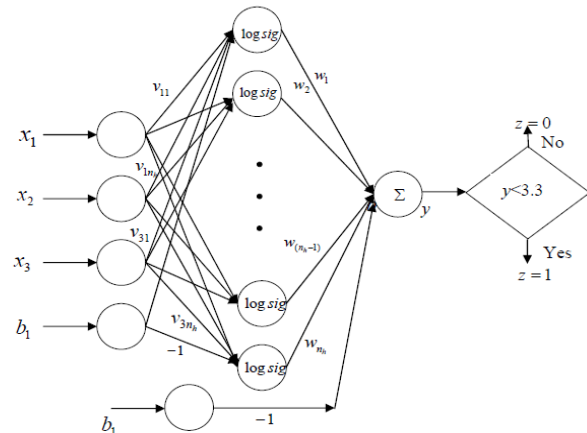 log sig
v₁₁
w₁
w₂
log sig
z = 0
No
x₁
v₁ₙₕ
x₂
Σ
y
y<3.3
v₃₁
x₃
w₍ₙₕ₋₁₎
Yes
z = 1
log sig
b₁
v₃ₙₕ
−1
log sig
wₙₕ
b₁
−1